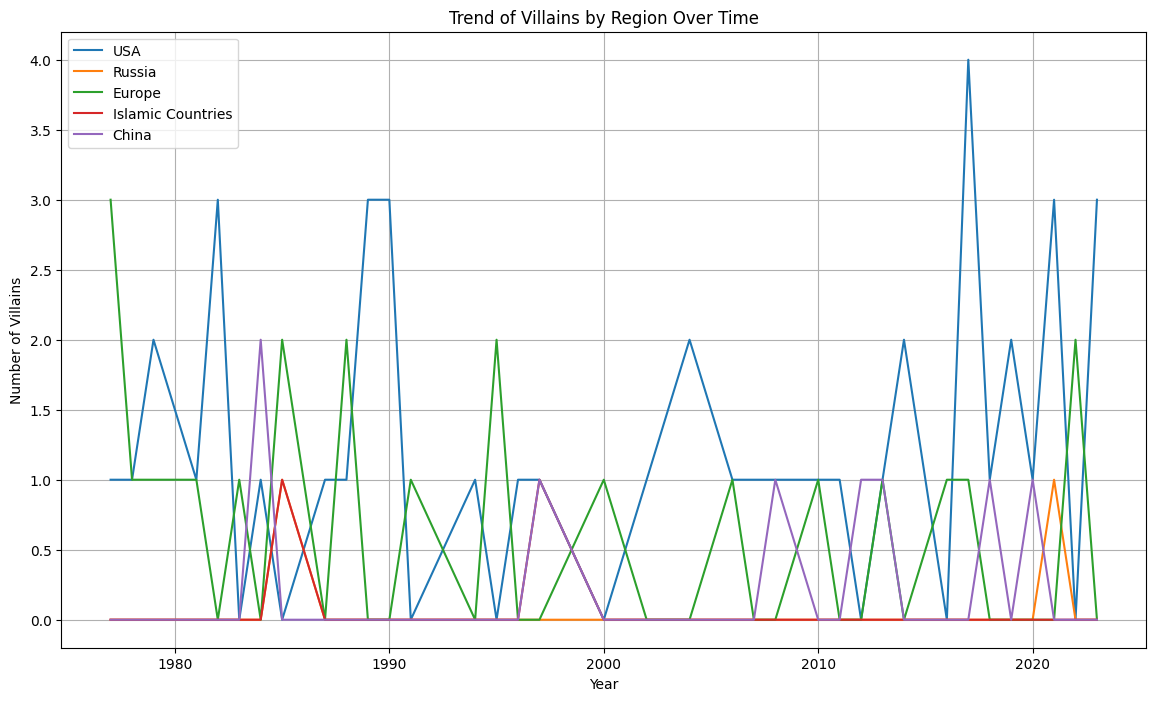 Trend of Villains by Region Over Time
USA
Russia
Europe
Islamic Countries
China
Number of Villains
4.0
3.5
3.0
2.5
2.0
1.5
1.0
0.5
0.0
1980
1990
2000
2010
2020
Year